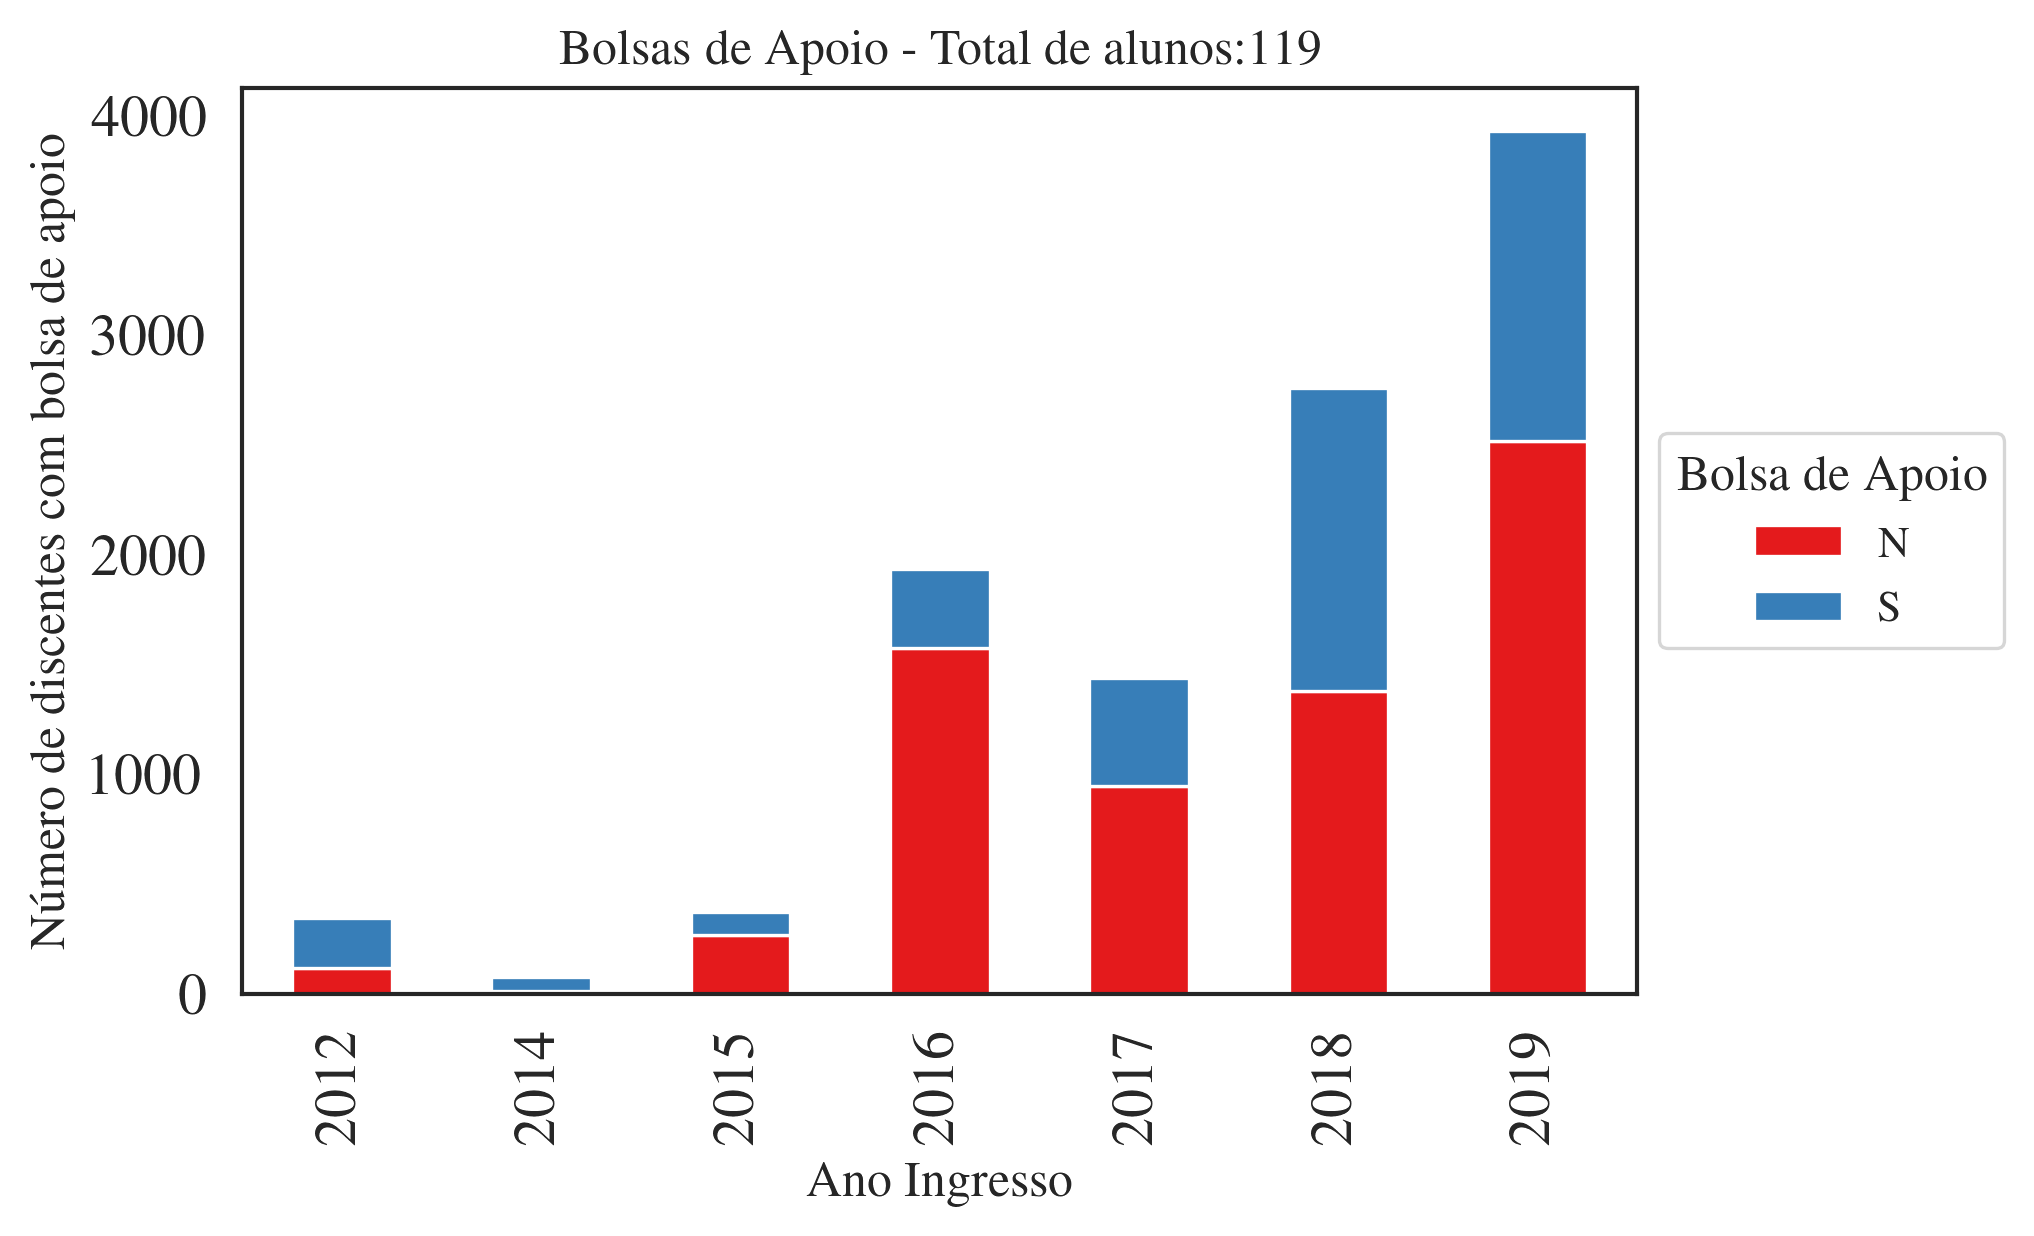 Bolsas de Apoio - Total de alunos:119
Número de discentes com bolsa de apoio
4000
3000
2000
1000
0
2012
2014
2015
2016
2017
2018
2019
Ano Ingresso
Bolsa de Apoio
N
S